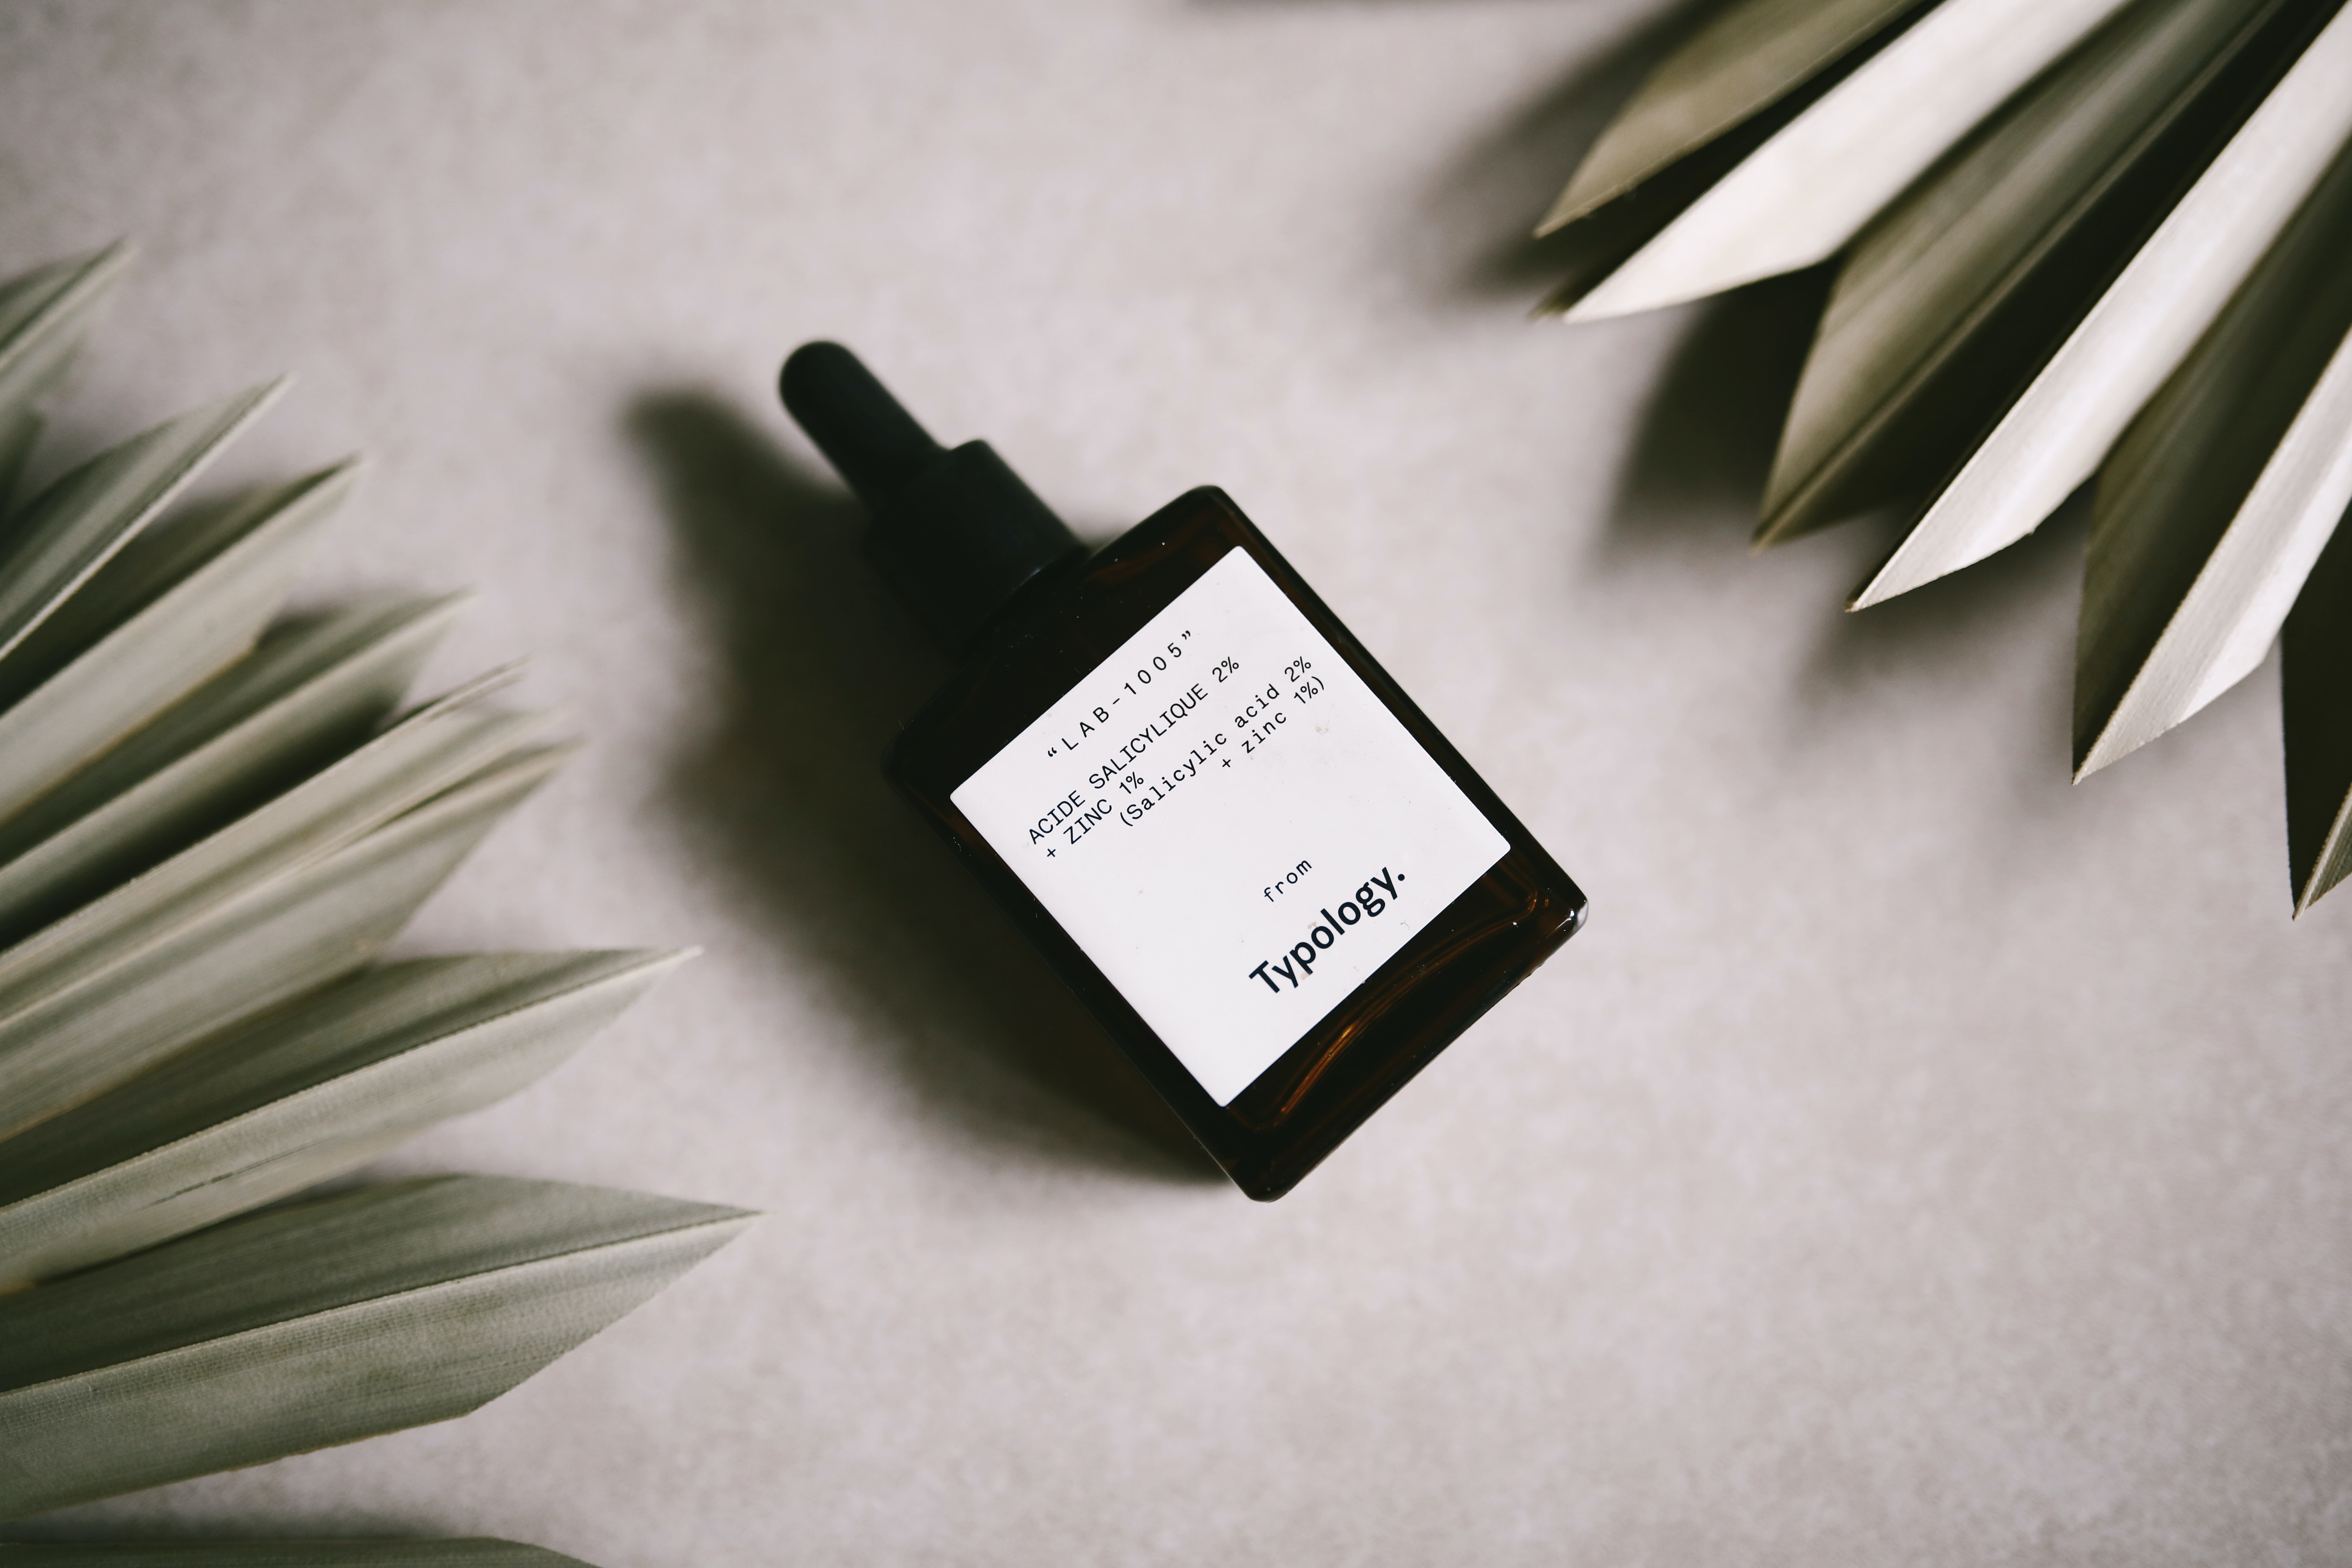 “LAB-1005”
ACIDE SALICYLIQUE 2%
+ ZINC 1%
(Salicylic acid 2%
+ zinc 1%)
from
Typology.